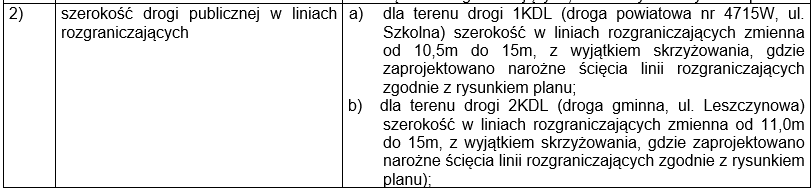 2) szerokość drogi publicznej w liniach rozgraniczających
a) dla terenu drogi 1KDL (droga powiatowa nr 4715W, ul.
Szkolna) szerokość w liniach rozgraniczających zmienna
od 10,5m do 15m, z wyjątkiem skrzyżowania, gdzie
zaprojektowano narożne ścięcia linii rozgraniczających
zgodnie z rysunkiem planu;
b) dla terenu drogi 2KDL (droga gminna, ul. Leszczynowa)
szerokość w liniach rozgraniczających zmienna od 11,0m
do 15m, z wyjątkiem skrzyżowania, gdzie zaprojektowano
narożne ścięcia linii rozgraniczających zgodnie z rysunkiem
planu);